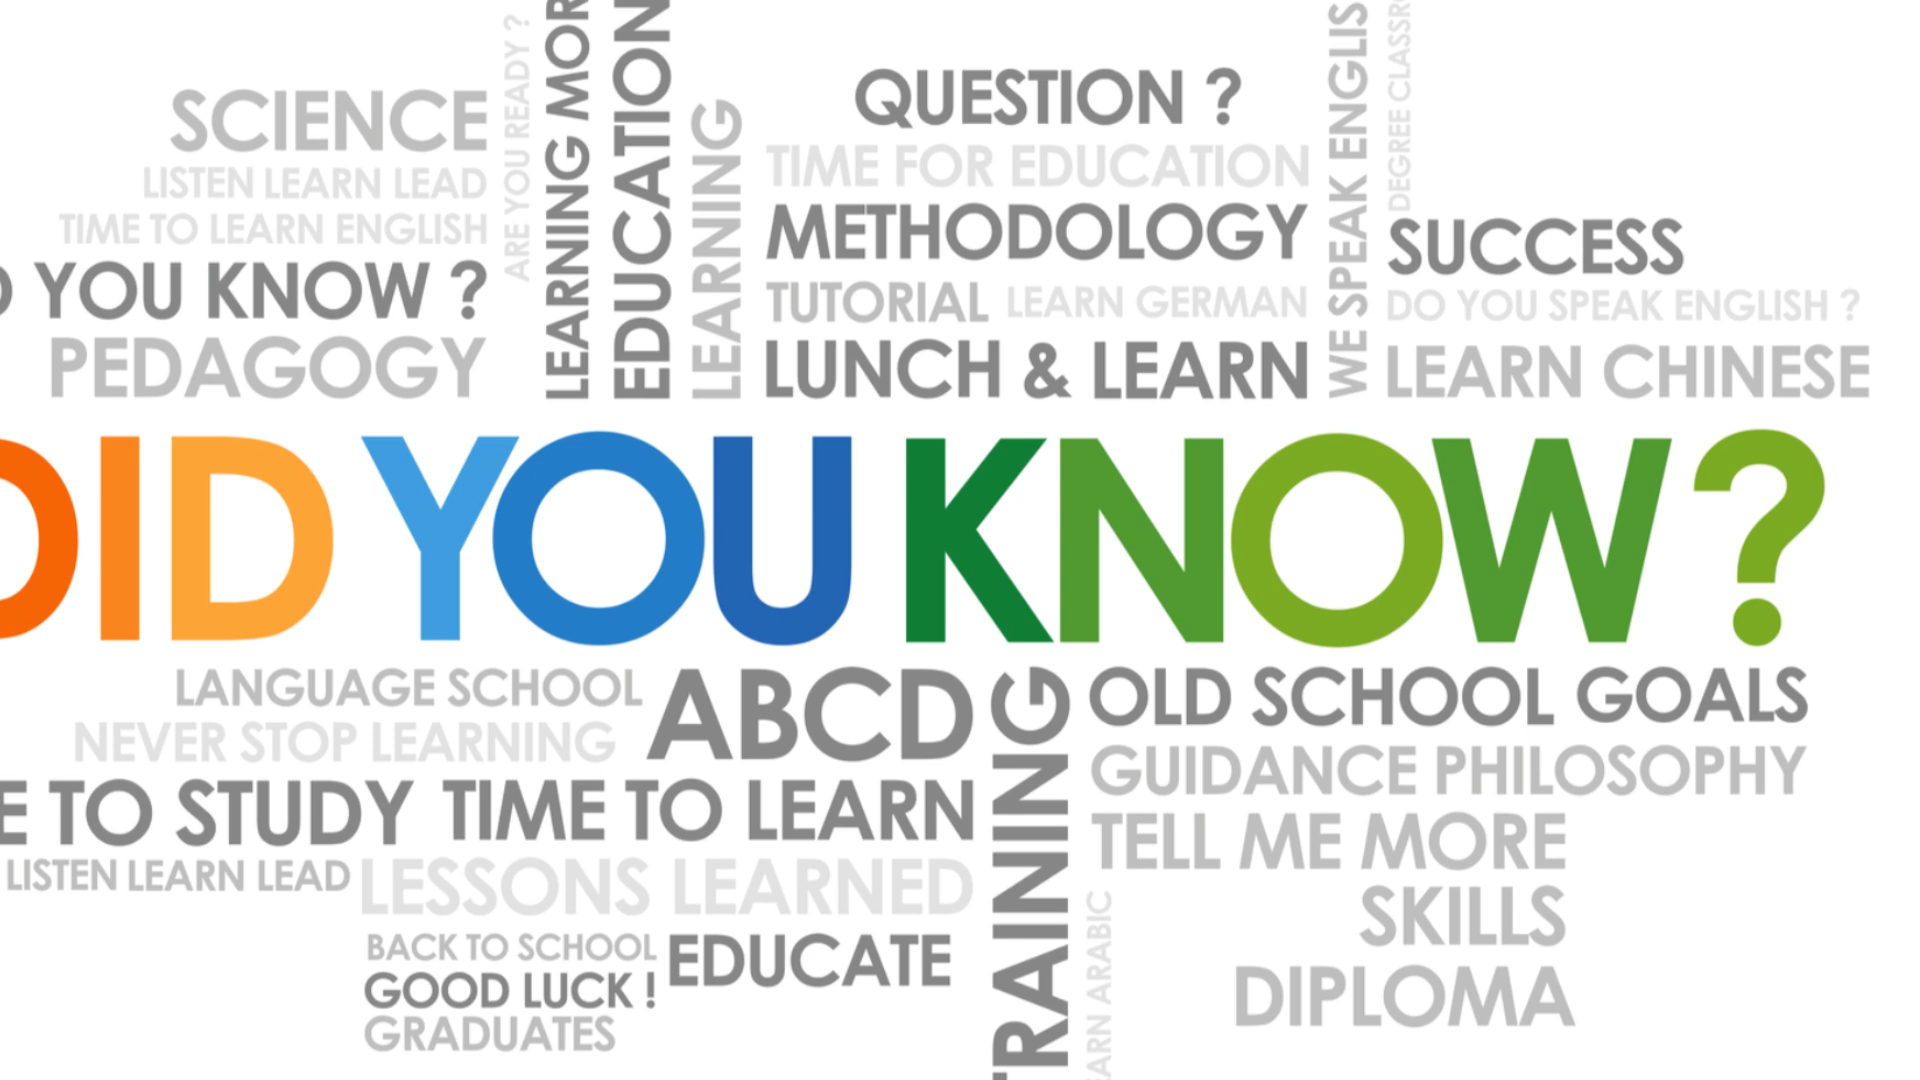 SCIENCE
LISTEN LEARN LEAD
TIME TO LEARN ENGLISH
D YOU KNOW ?
PEDAGOGY
ARE YOU READY ?
LEARNING MOR
EDUCATION
LEARNING
QUESTION ?
TIME FOR EDUCATION
METHODOLOGY
TUTORIAL LEARN GERMAN
LUNCH & LEARN
WE SPEAK ENGLIS
DEGREE CLASSR
SUCCESS
DO YOU SPEAK ENGLISH ?
LEARN CHINESE
DID YOU KNOW?
LANGUAGE SCHOOL
NEVER STOP LEARNING
ABCD
E TO STUDY TIME TO LEARN
LISTEN LEARN LEAD
LESSONS LEARNED
BACK TO SCHOOL
GOOD LUCK !
GRADUATES
EDUCATE
TRAINING
EARN ARABIC
OLD SCHOOL GOALS
GUIDANCE PHILOSOPHY
TELL ME MORE
SKILLS
DIPLOMA